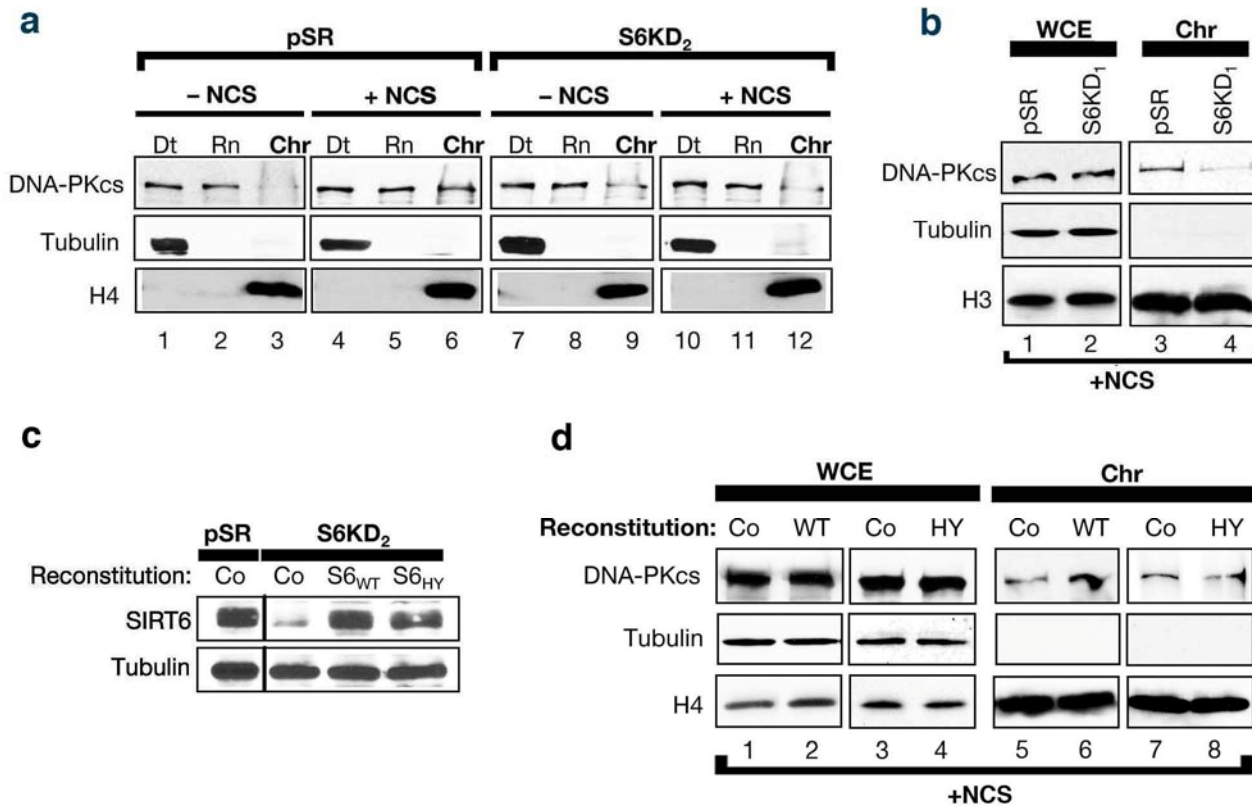 a
pSR S6KD₂
– NCS + NCS – NCS + NCS
Dt Rn Chr Dt Rn Chr Dt Rn Chr Dt Rn Chr
DNA-PKcs
Tubulin
H4
1 2 3 4 5 6 7 8 9 10 11 12
b
WCE Chr
pSR S6KD₁ pSR S6KD₁
DNA-PKcs
Tubulin
H3
1 2 3 4
+NCS
c
pSR S6KD₂
Reconstitution: Co Co S6WT S6HY
SIRT6
Tubulin
d
WCE Chr
Reconstitution: Co WT Co HY Co WT Co HY
DNA-PKcs
Tubulin
H4
1 2 3 4 5 6 7 8
+NCS